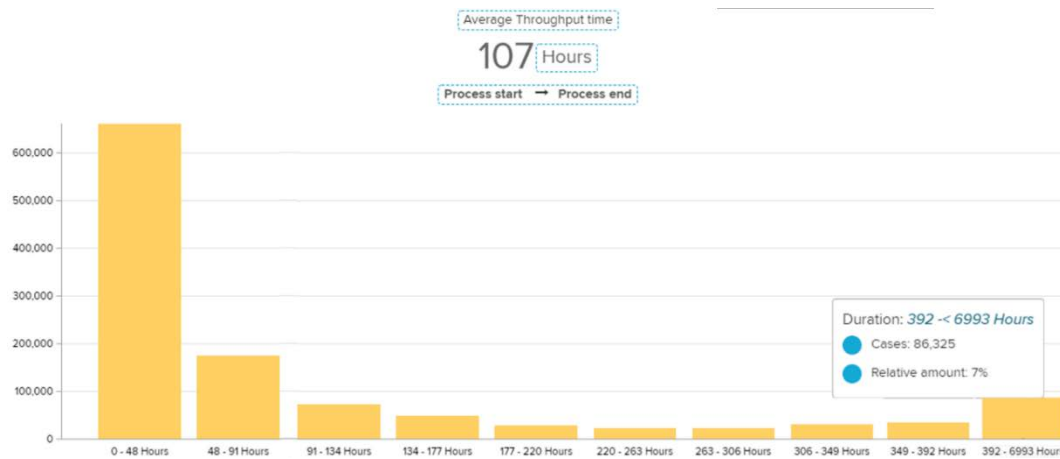 Average Throughput time
107 Hours
Process start → Process end
600,000
500,000
400,000
300,000
200,000
100,000
0
Duration: 392 -< 6993 Hours
Cases: 86,325
Relative amount: 7%
0 - 48 Hours 48 - 91 Hours 91 - 134 Hours 134 - 177 Hours 177 - 220 Hours 220 - 263 Hours 263 - 306 Hours 306 - 349 Hours 349 - 392 Hours 392 - 6993 Hour